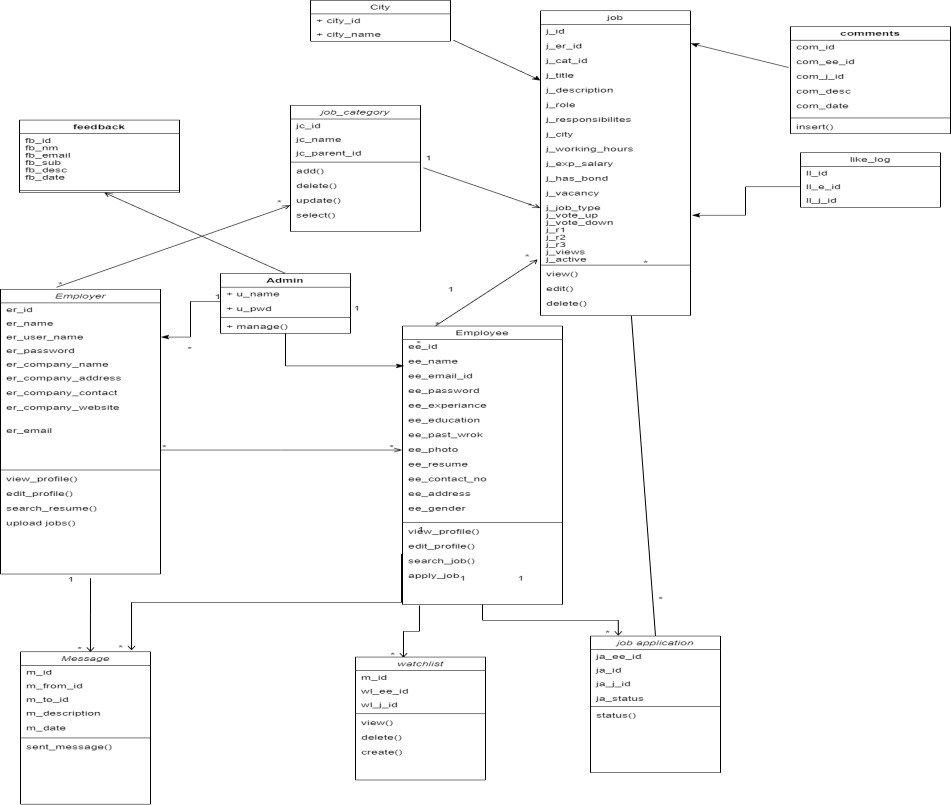 City
+ city_id
+ city_name
job
j_id
j_er_id
j_cat_id
j_title
j_description
j_role
j_responsibilites
j_city
j_working_hours
j_exp_salary
j_has_bond
j_vacancy
j_job_type
j_vote_up
j_vote_down
j_r1
j_r2
j_r3
j_views
j_active
view()
edit()
delete()
comments
com_id
com_ee_id
com_j_id
com_desc
com_date
insert()
like_log
ll_id
ll_e_id
ll_j_id
job_category
jc_id
jc_name
jc_parent_id
add()
delete()
update()
select()
feedback
fb_id
fb_nm
fb_email
fb_sub
fb_desc
fb_date
Admin
+ u_name
+ u_pwd
+ manage()
Employer
er_id
er_name
er_user_name
er_password
er_company_name
er_company_address
er_company_contact
er_company_website
er_email
view_profile()
edit_profile()
search_resume()
upload jobs()
Employee
ee_id
ee_name
ee_email_id
ee_password
ee_experiance
ee_education
ee_past_wrok
ee_photo
ee_resume
ee_contact_no
ee_address
ee_gender
view_profile()
edit_profile()
search_job()
apply_job
Message
m_id
m_from_id
m_to_id
m_description
m_date
sent_message()
watchlist
m_id
wl_ee_id
wl_j_id
view()
delete()
create()
job application
ja_ee_id
ja_id
ja_j_id
ja_status
status()
1
*
*
*
1
*
*
1
*
1
*
*
*
*
1
1
1
1
*
*
*
*
*